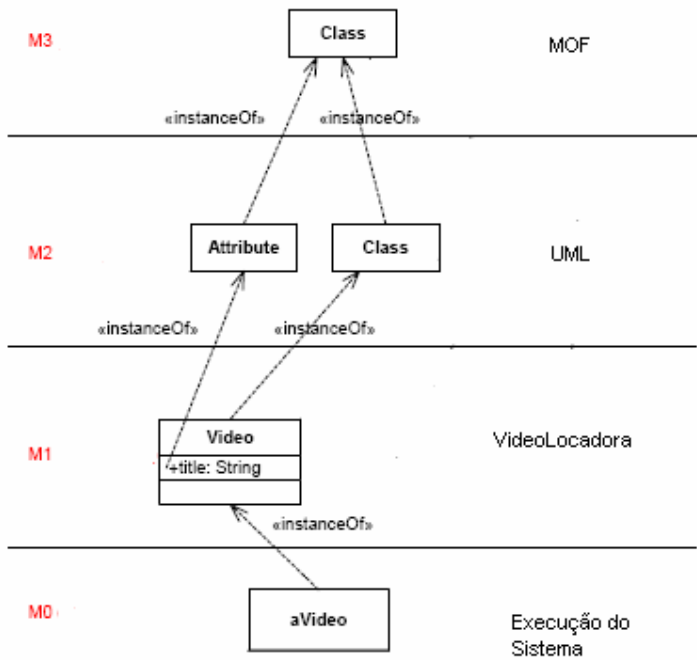 M3
Class
MOF
«instanceOf»
«instanceOf»
M2
Attribute
Class
UML
«instanceOf»
«instanceOf»
M1
Video
+title: String
VideoLocadora
«instanceOf»
M0
aVideo
Execução do
Sistema